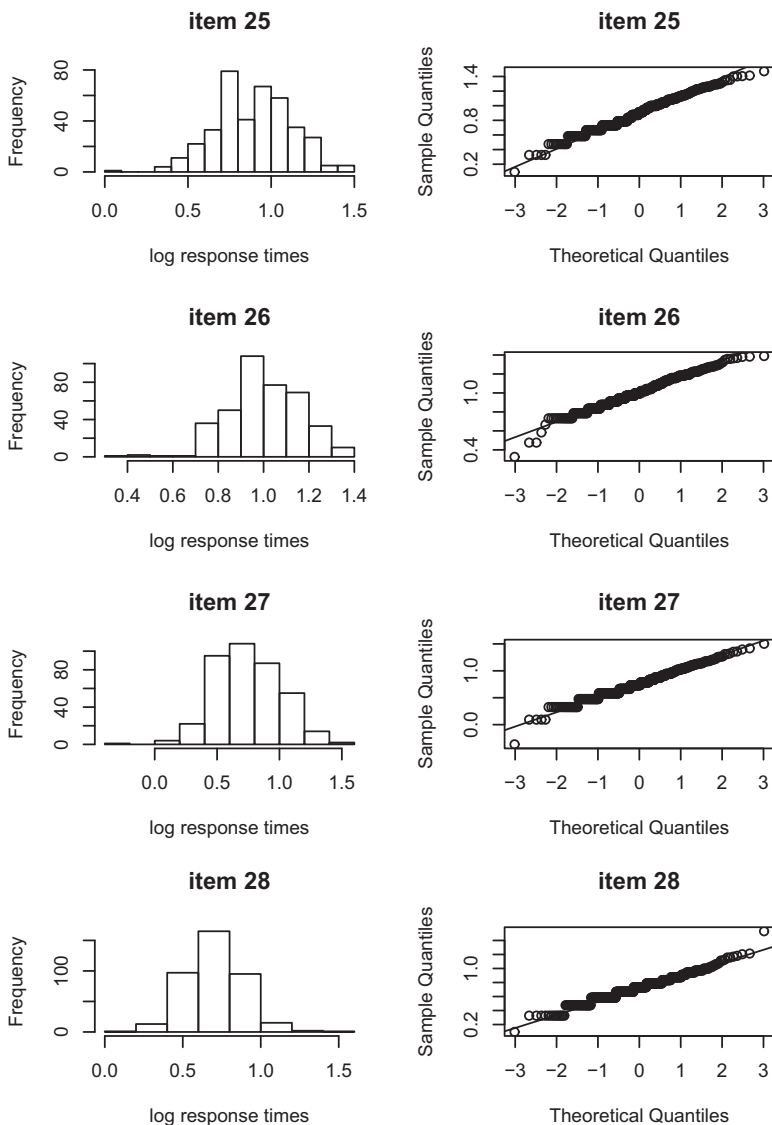 item 25
item 25
Frequency
0 40 80
0.0 0.5 1.0 1.5
log response times
Sample Quantiles
0.2 0.8 1.4
−3 −2 −1 0 1 2 3
Theoretical Quantiles
item 26
item 26
Frequency
0 40 80
0.4 0.6 0.8 1.0 1.2 1.4
log response times
Sample Quantiles
0.4 1.0
−3 −2 −1 0 1 2 3
Theoretical Quantiles
item 27
item 27
Frequency
0 40 80
0.0 0.5 1.0 1.5
log response times
Sample Quantiles
0.0 1.0
−3 −2 −1 0 1 2 3
Theoretical Quantiles
item 28
item 28
Frequency
0 100
0.0 0.5 1.0 1.5
log response times
Sample Quantiles
0.2 1.0
−3 −2 −1 0 1 2 3
Theoretical Quantiles